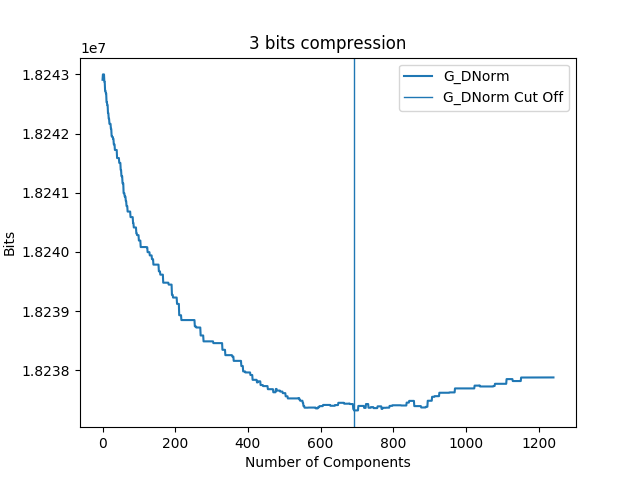 3 bits compression
1e7
G_DNorm
G_DNorm Cut Off
1.8243
1.8242
1.8241
1.8240
1.8239
1.8238
Bits
0 200 400 600 800 1000 1200
Number of Components